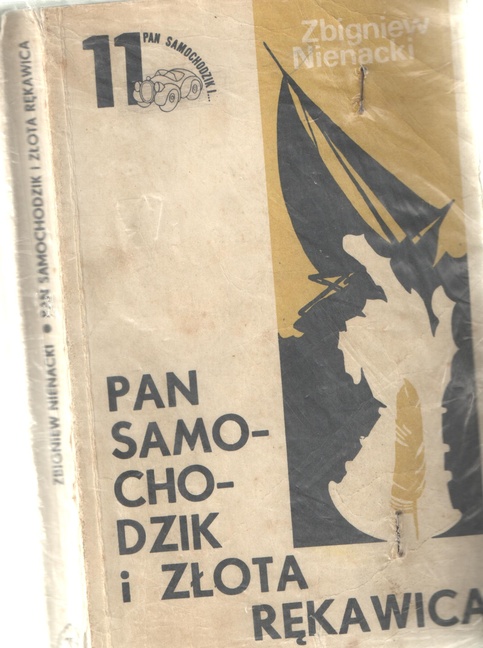 Zbigniew
Nienacki
11 PAN SAMOCHODZIK I...
PAN
SAMO-
CHO-
DZIK
i ZŁOTA
RĘKAWICA
ZBIGNIEW NIENACKI • PAN SAMOCHODZIK I ZŁOTA RĘKAWICA